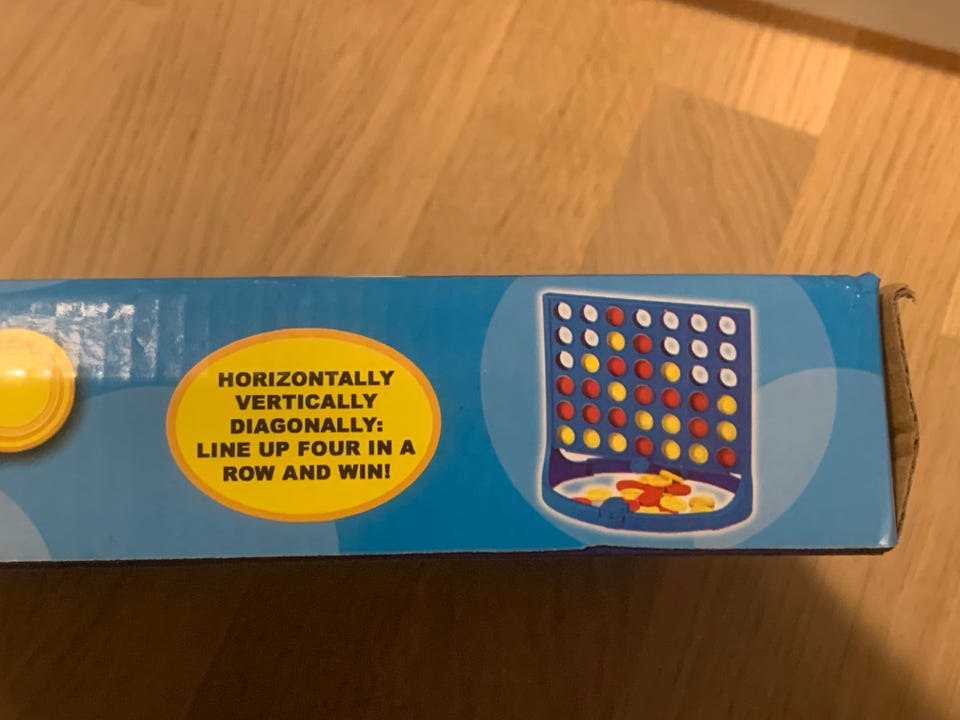 HORIZONTALLY
VERTICALLY
DIAGONALLY:
LINE UP FOUR IN A
ROW AND WIN!